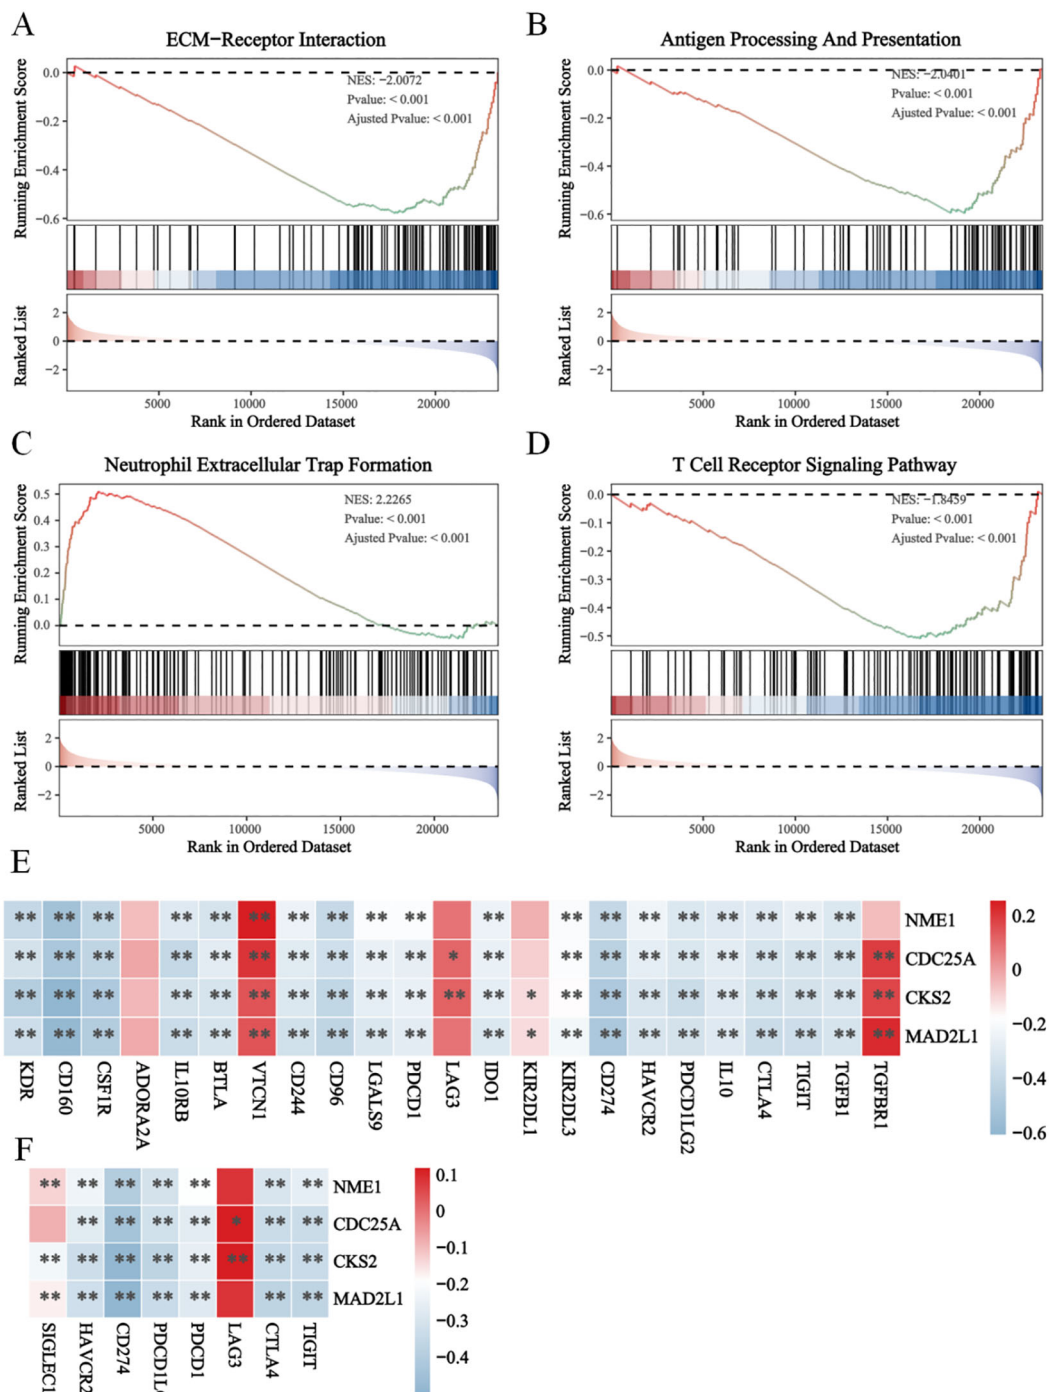 A
ECM-Receptor Interaction
Running Enrichment Score
0.0
−0.2
−0.4
−0.6
NES: −2.0072
Pvalue: < 0.001
Ajusted Pvalue: < 0.001
Ranked List
2
0
−2
5000 10000 15000 20000
Rank in Ordered Dataset
B
Antigen Processing And Presentation
Running Enrichment Score
0.0
−0.2
−0.4
−0.6
NES: −2.0401
Pvalue: < 0.001
Ajusted Pvalue: < 0.001
Ranked List
2
0
−2
5000 10000 15000 20000
Rank in Ordered Dataset
C
Neutrophil Extracellular Trap Formation
Running Enrichment Score
0.5
0.4
0.3
0.2
0.1
0.0
NES: 2.2265
Pvalue: < 0.001
Ajusted Pvalue: < 0.001
Ranked List
2
0
−2
5000 10000 15000 20000
Rank in Ordered Dataset
D
T Cell Receptor Signaling Pathway
Running Enrichment Score
0.0
−0.1
−0.2
−0.3
−0.4
−0.5
NES: −1.8459
Pvalue: < 0.001
Ajusted Pvalue: < 0.001
Ranked List
2
0
−2
5000 10000 15000 20000
Rank in Ordered Dataset
E
** ** ** ** ** ** ** ** ** ** ** ** ** ** ** ** ** ** ** NME1
** ** ** ** ** ** ** ** ** ** * ** ** ** ** ** ** ** ** ** ** CDC25A
** ** ** ** ** ** ** ** ** ** ** ** * ** ** ** ** ** ** ** ** ** CKS2
** ** ** ** ** ** ** ** ** ** ** * ** ** ** ** ** ** ** ** ** MAD2L1
KDR
CD160
CSF1R
ADORA2A
IL10RB
BTLA
VTCN1
CD244
CD96
LGALS9
PDCD1
LAG3
IDO1
KIR2DL1
KIR2DL3
CD274
HAVCR2
PDCD1LG2
IL10
CTLA4
TIGIT
TGFB1
TGFBR1
0.2
0
−0.2
−0.4
−0.6
F
** ** ** ** ** ** ** NME1
** ** ** ** * ** ** CDC25A
** ** ** ** ** ** ** ** CKS2
** ** ** ** ** ** ** MAD2L1
SIGLEC1
HAVCR2
CD274
PDCD1L
PDCD1
LAG3
CTLA4
TIGIT
0.1
0
−0.1
−0.2
−0.3
−0.4